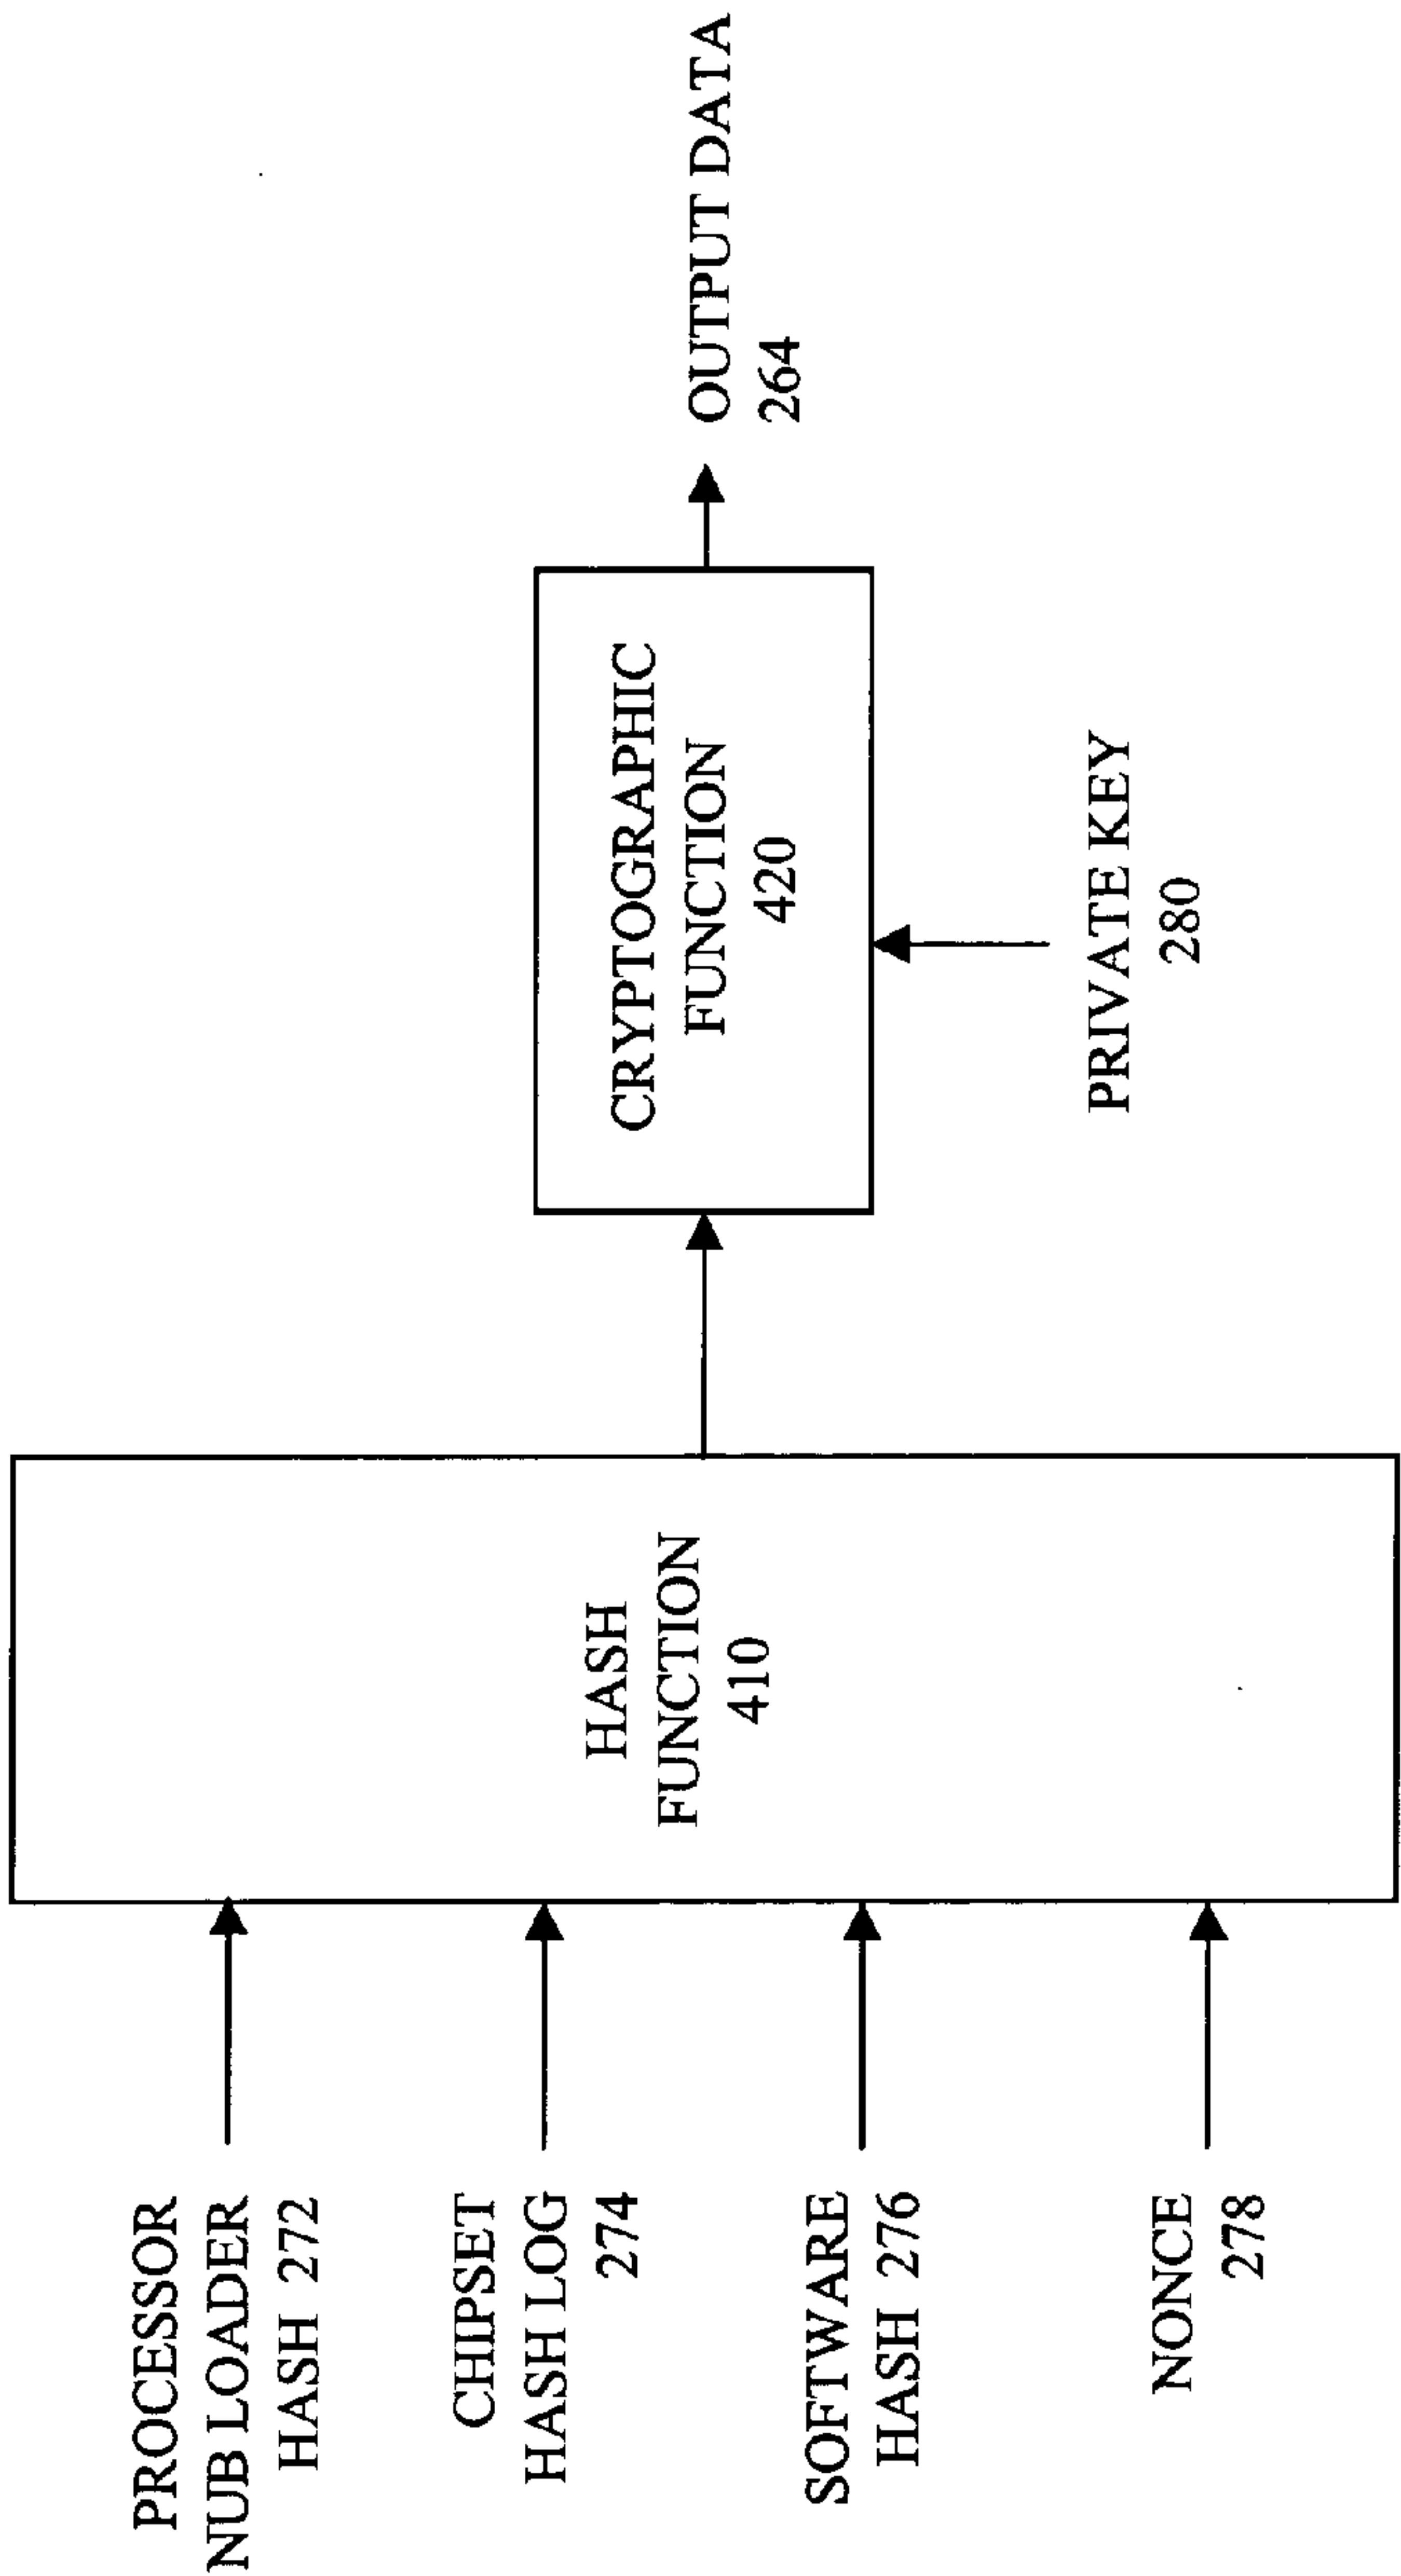 PROCESSOR
NUB LOADER
HASH 272
CHIPSET
HASH LOG
274
SOFTWARE
HASH 276
NONCE
278
HASH
FUNCTION
410
CRYPTOGRAPHIC
FUNCTION
420
PRIVATE KEY
280
OUTPUT DATA
264